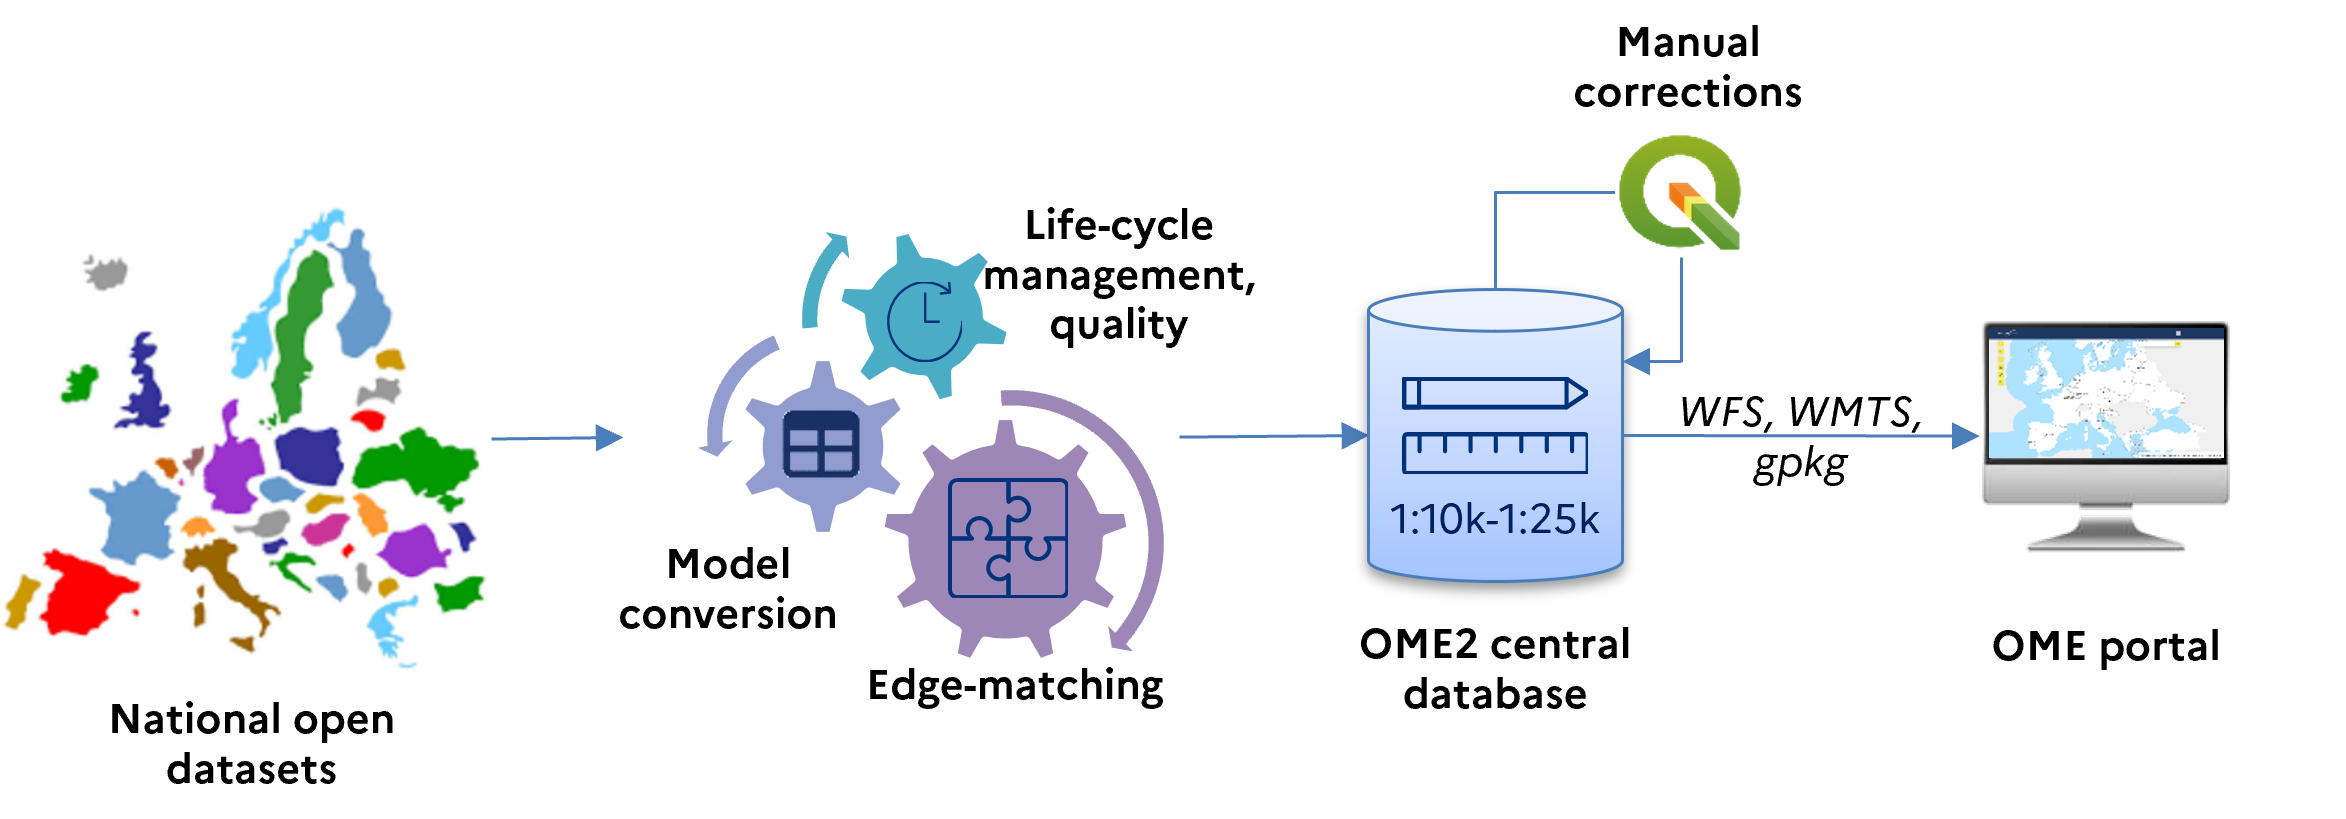 Manual
corrections
Life-cycle
management,
quality
Model
conversion
Edge-matching
National open
datasets
1:10k-1:25k
OME2 central
database
WFS, WMTS,
gpkg
OME portal